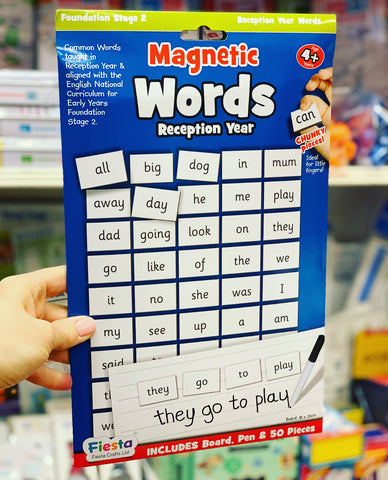 Foundation Stage 2 Reception Year Words
Common Words
taught in
Reception Year &
aligned with the
English National
Curriculum for
Early Years
Foundation
Stage 2.
Magnetic
Words
Reception Year
4+
can
CHUNKY
pieces!
Ideal for
little fingers!
all big dog in mum
away day he me play
dad going look on they
go like of the we
it no she was I
my see up a am
said
they go to play
they go to play
we
Fiesta
Fiesta Crafts Ltd
INCLUDES Board, Pen & 50 Pieces